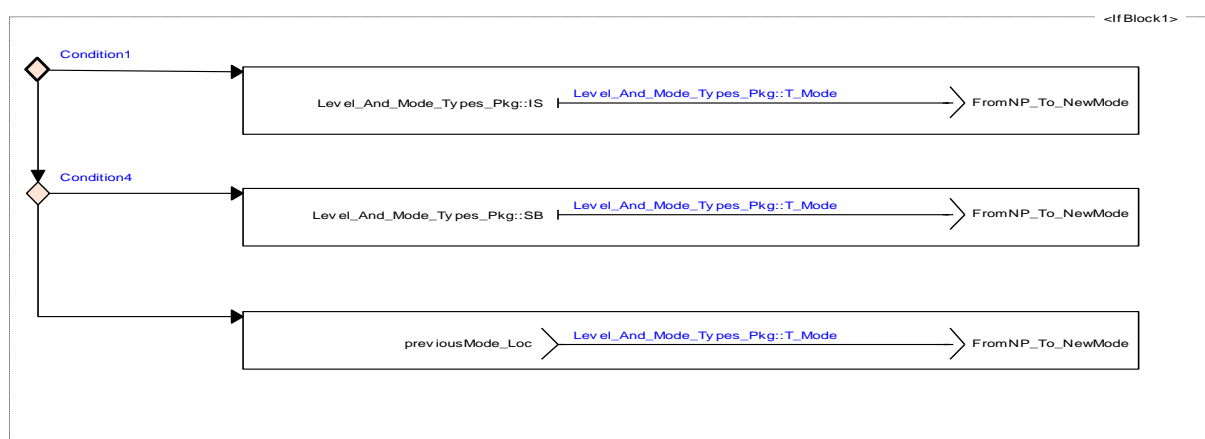 <IfBlock1>
Condition1
Level_And_Mode_Types_Pkg::IS
Level_And_Mode_Types_Pkg::T_Mode
FromNP_To_NewMode
Condition4
Level_And_Mode_Types_Pkg::SB
Level_And_Mode_Types_Pkg::T_Mode
FromNP_To_NewMode
previousMode_Loc
Level_And_Mode_Types_Pkg::T_Mode
FromNP_To_NewMode